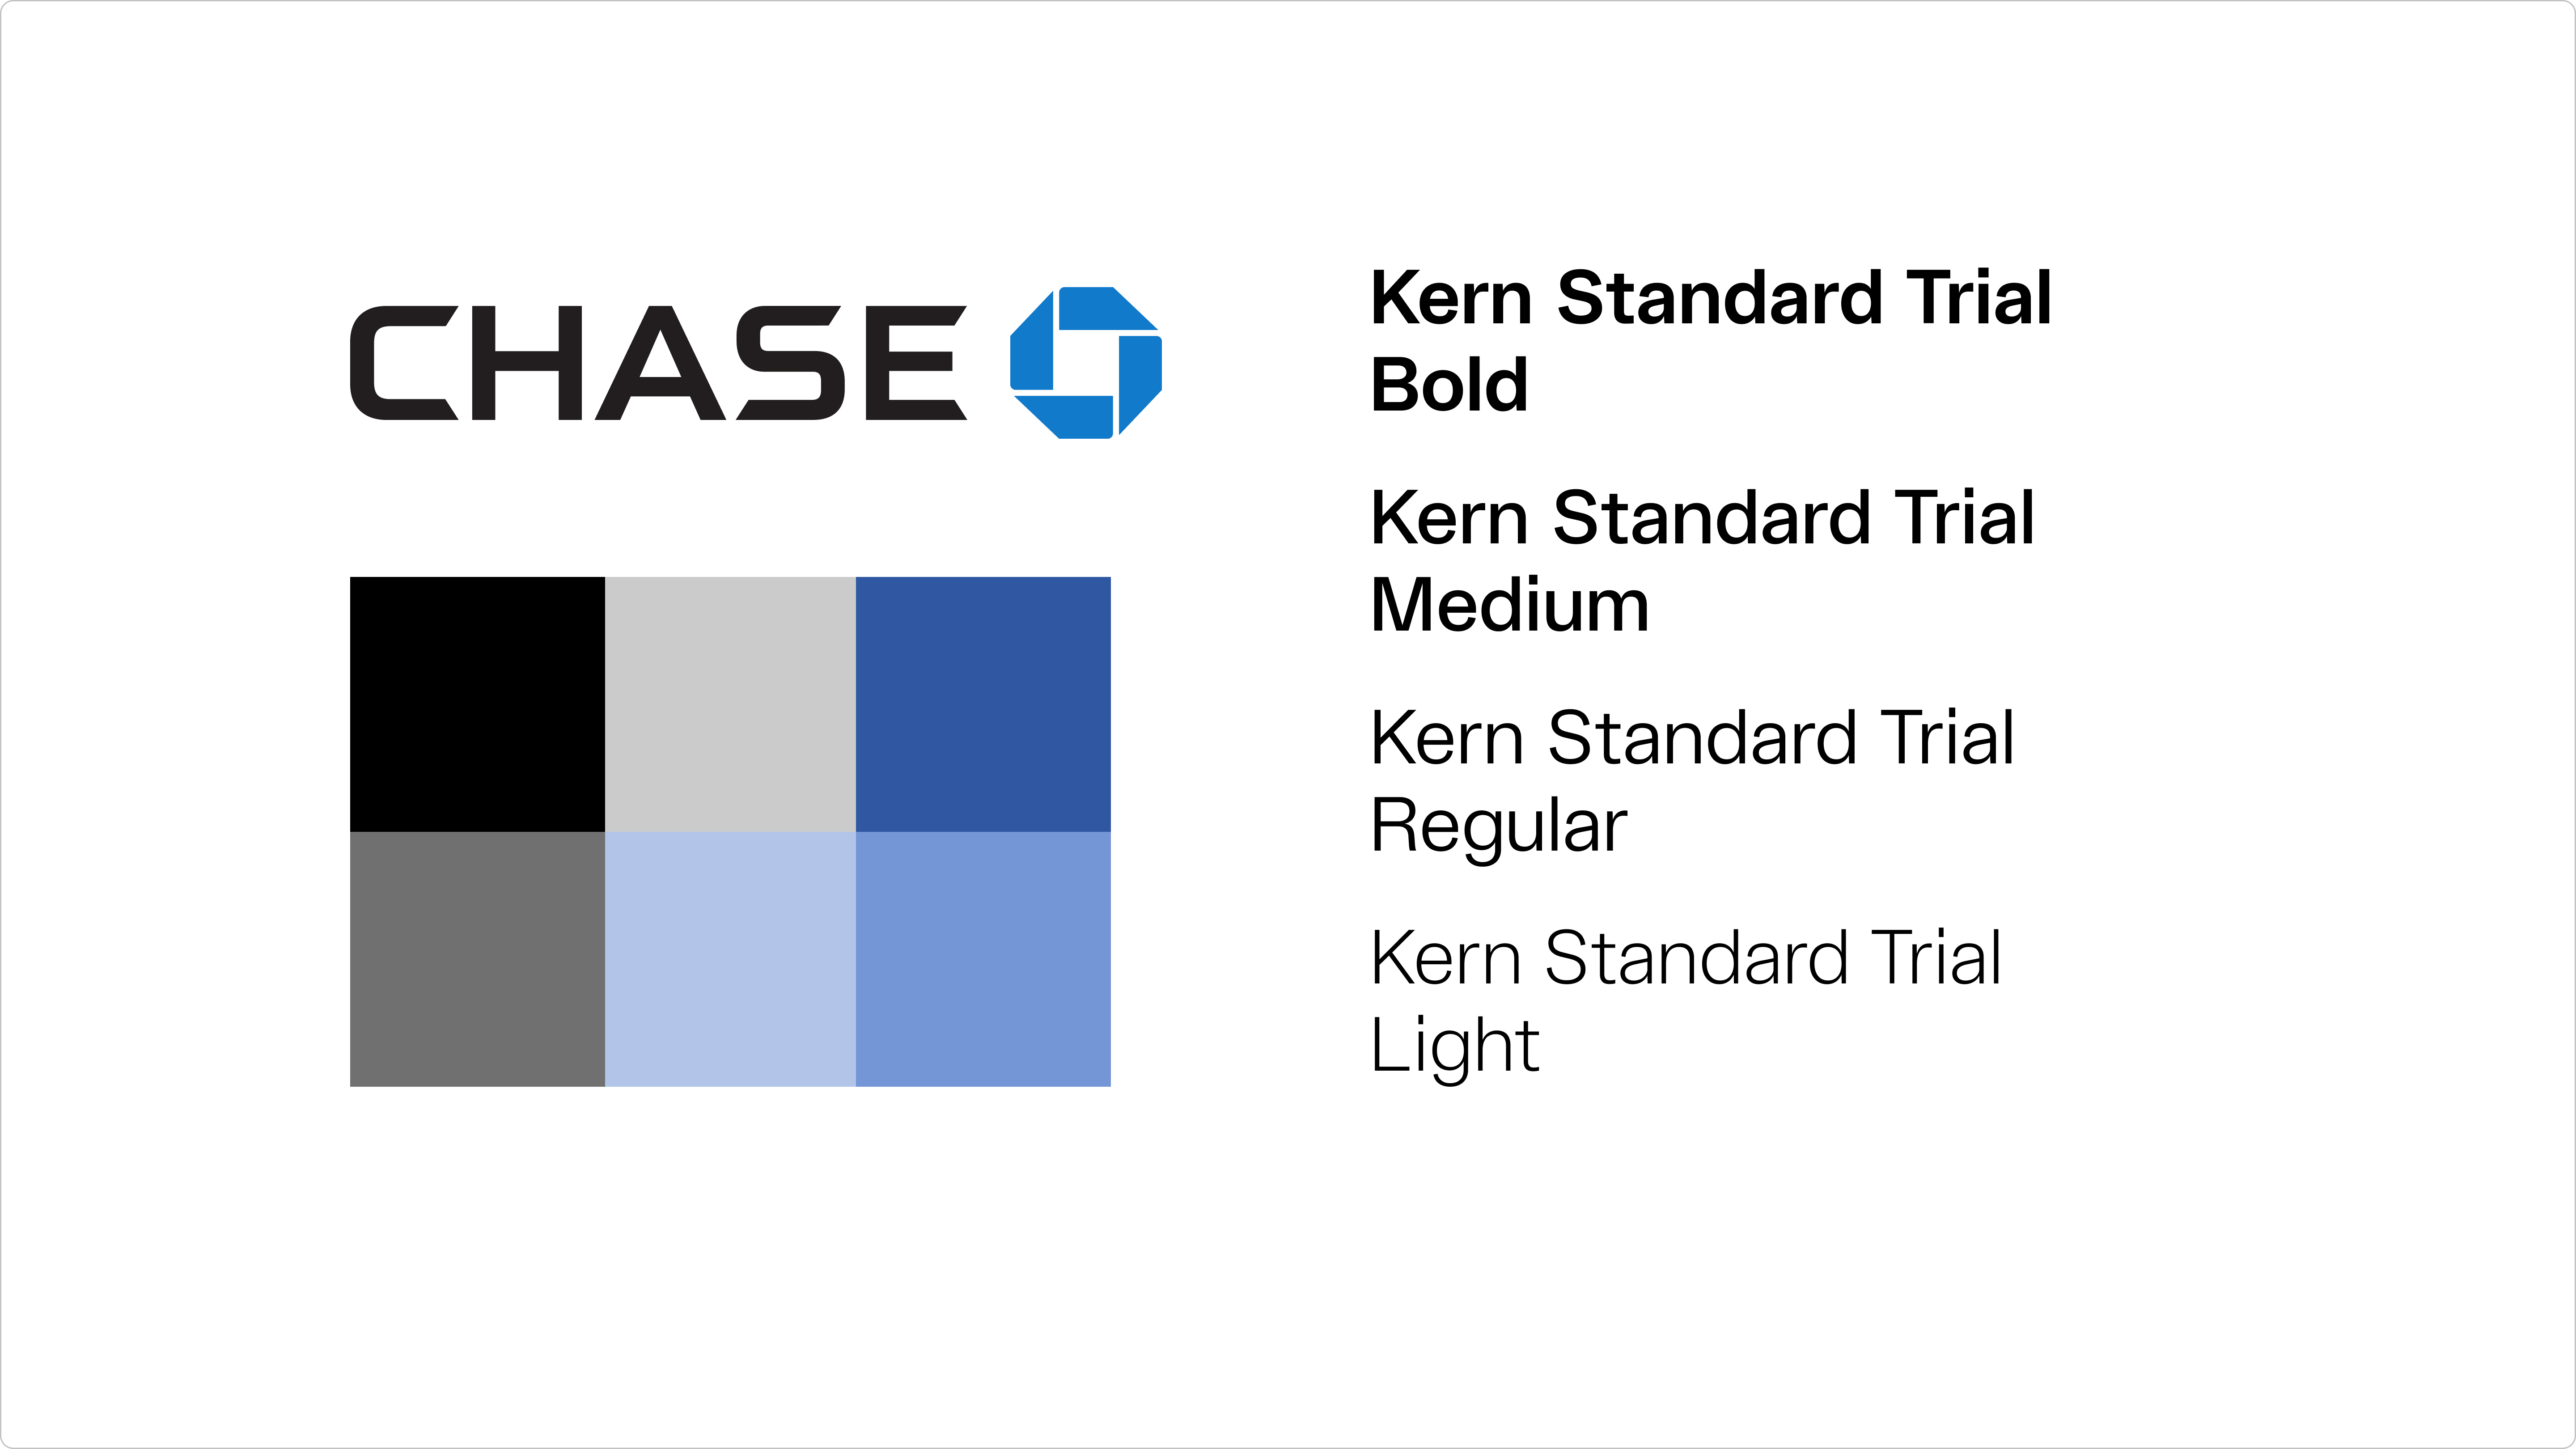 CHASE
Kern Standard Trial
Bold
Kern Standard Trial
Medium
Kern Standard Trial
Regular
Kern Standard Trial
Light